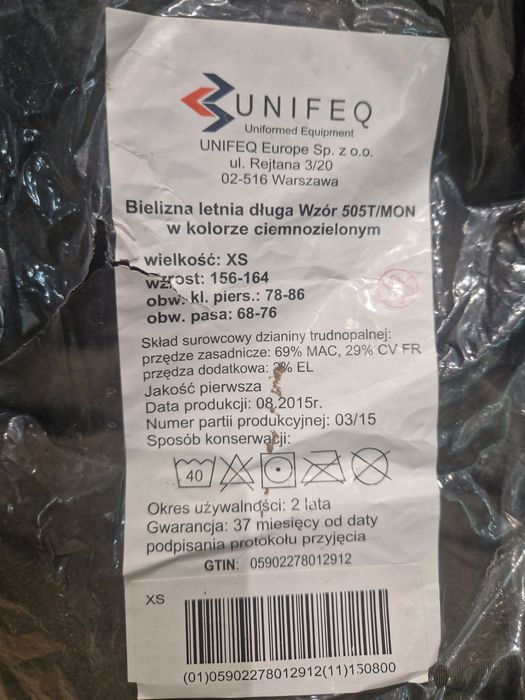 UNIFEQ
Uniformed Equipment
UNIFEQ Europe Sp. z o.o.
ul. Rejtana 3/20
02-516 Warszawa
Bielizna letnia długa Wzór 505T/MON
w kolorze ciemnozielonym
wielkość: XS
wzrost: 156-164
obw. kl. piers.: 78-86
obw. pasa: 68-76
Skład surowcowy dzianiny trudnopalnej:
przędze zasadnicze: 69% MAC, 29% CV FR
przędza dodatkowa: 2% EL
Jakość pierwsza
Data produkcji: 08.2015r.
Numer partii produkcyjnej: 03/15
Sposób konserwacji:
40
Okres używalności: 2 lata
Gwarancja: 37 miesięcy od daty
podpisania protokołu przyjęcia
GTIN: 05902278012912
XS
(01)05902278012912(11)150800